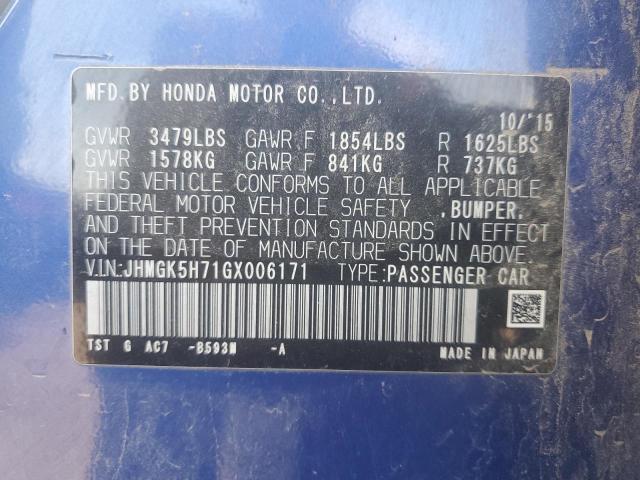 MFD. BY HONDA MOTOR CO.,LTD.
10/'15
GVWR 3479LBS GAWR F 1854LBS R 1625LBS
GVWR 1578KG GAWR F 841KG R 737KG
THIS VEHICLE CONFORMS TO ALL APPLICABLE
FEDERAL MOTOR VEHICLE SAFETY ,BUMPER,
AND THEFT PREVENTION STANDARDS IN EFFECT
ON THE DATE OF MANUFACTURE SHOWN ABOVE.
V.I.N:JHMGK5H71GX006171 TYPE:PASSENGER CAR
TST G AC7 -B593M -A MADE IN JAPAN